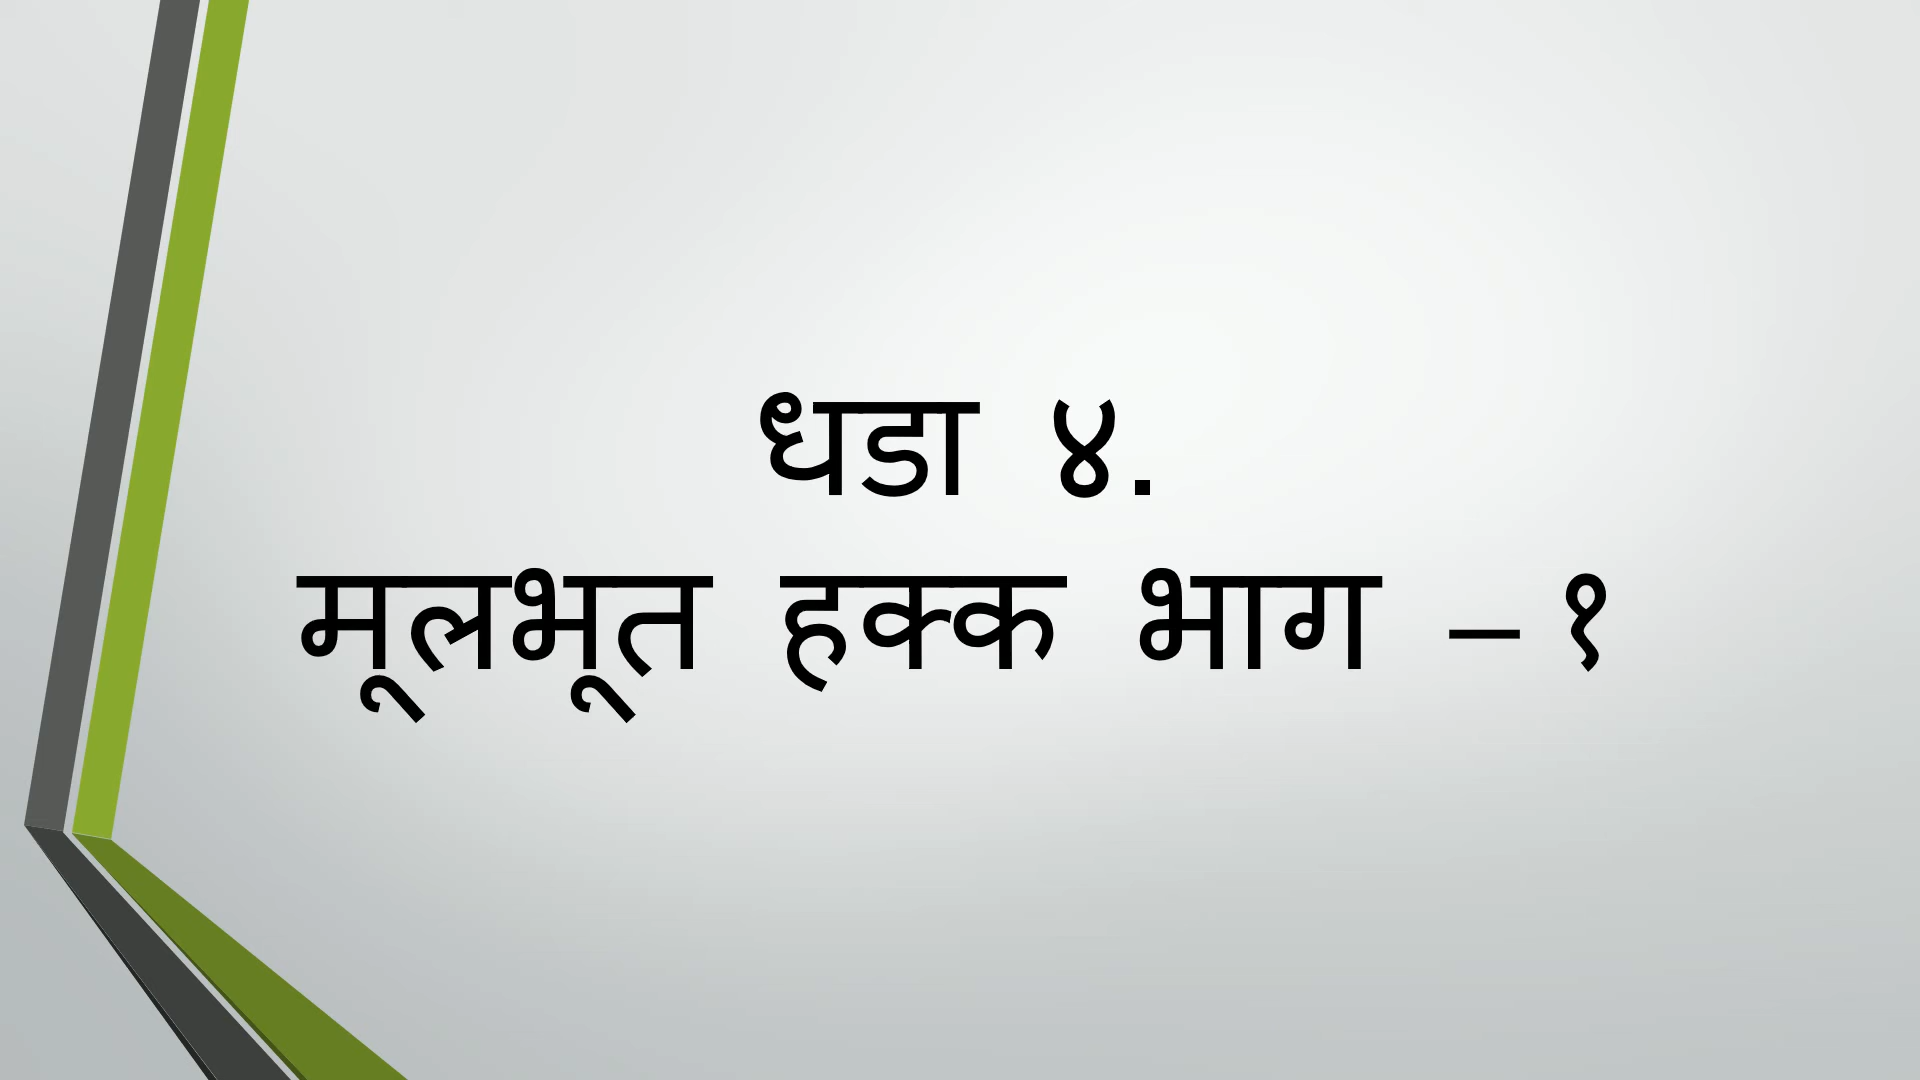 धडा ४.
मूलभूत हक्क भाग – १